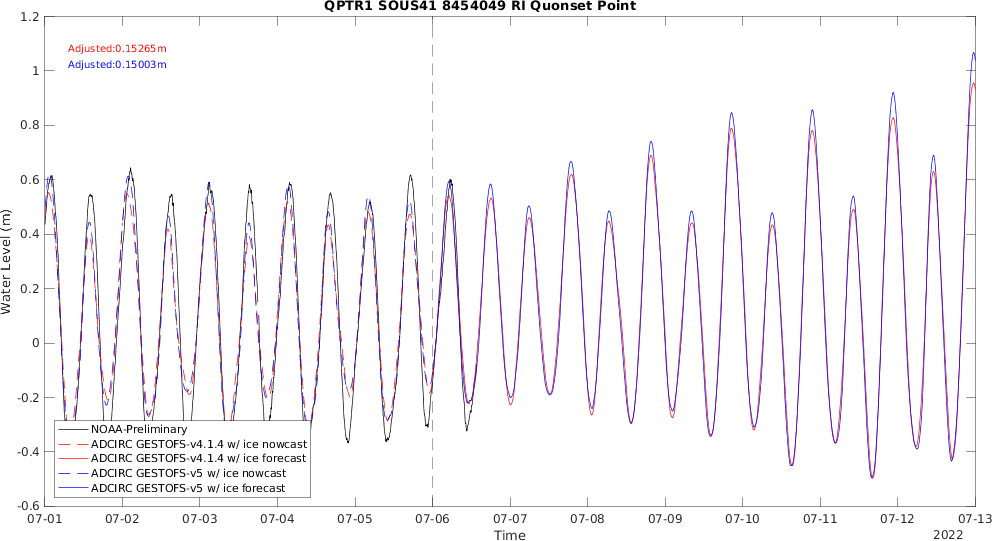 QPTR1 SOUS41 8454049 RI Quonset Point
Adjusted:0.15265m
Adjusted:0.15003m
Water Level (m)
1.2
1
0.8
0.6
0.4
0.2
0
-0.2
-0.4
-0.6
NOAA-Preliminary
ADCIRC GESTOFS-v4.1.4 w/ ice nowcast
ADCIRC GESTOFS-v4.1.4 w/ ice forecast
ADCIRC GESTOFS-v5 w/ ice nowcast
ADCIRC GESTOFS-v5 w/ ice forecast
07-01 07-02 07-03 07-04 07-05 07-06 07-07 07-08 07-09 07-10 07-11 07-12 07-13
Time
2022